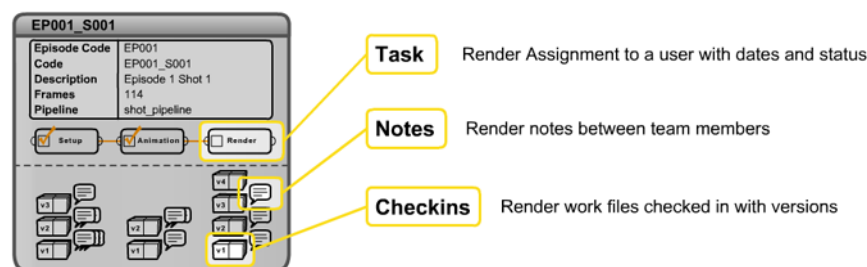 EP001_S001
Episode Code EP001
Code EP001_S001
Description Episode 1 Shot 1
Frames 114
Pipeline shot_pipeline
Setup Animation Render
Task Render Assignment to a user with dates and status
Notes Render notes between team members
Checkins Render work files checked in with versions
v4
v3 v3
v2 v2 v2
v1 v1 v1